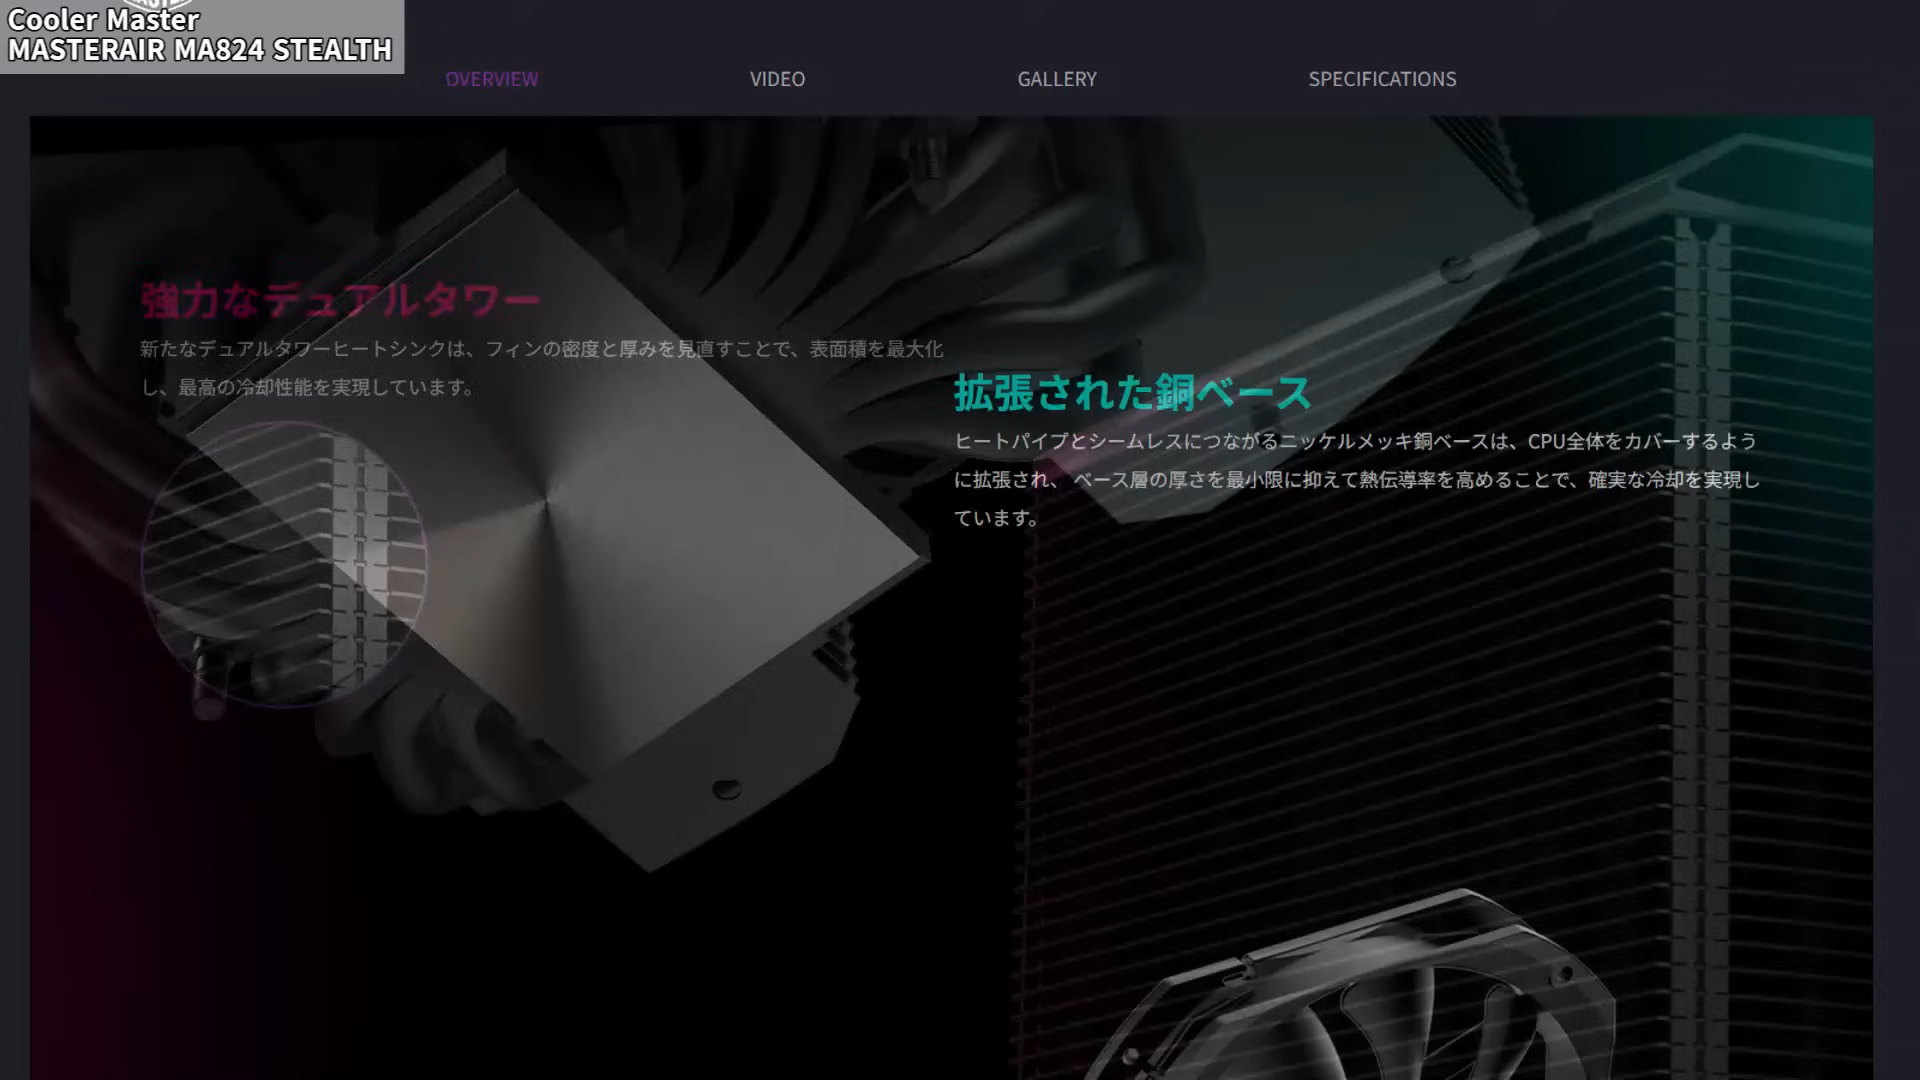 Cooler Master
MASTERAIR MA824 STEALTH
OVERVIEW
VIDEO
GALLERY
SPECIFICATIONS
強力なデュアルタワー
新たなデュアルタワーヒートシンクは、フィンの密度と厚みを見直すことで、表面積を最大化
し、最高の冷却性能を実現しています。
拡張された銅ベース
ヒートパイプとシームレスにつながるニッケルメッキ銅ベースは、CPU全体をカバーするよう
に拡張され、ベース層の厚さを最小限に抑えて熱伝導率を高めることで、確実な冷却を実現し
ています。